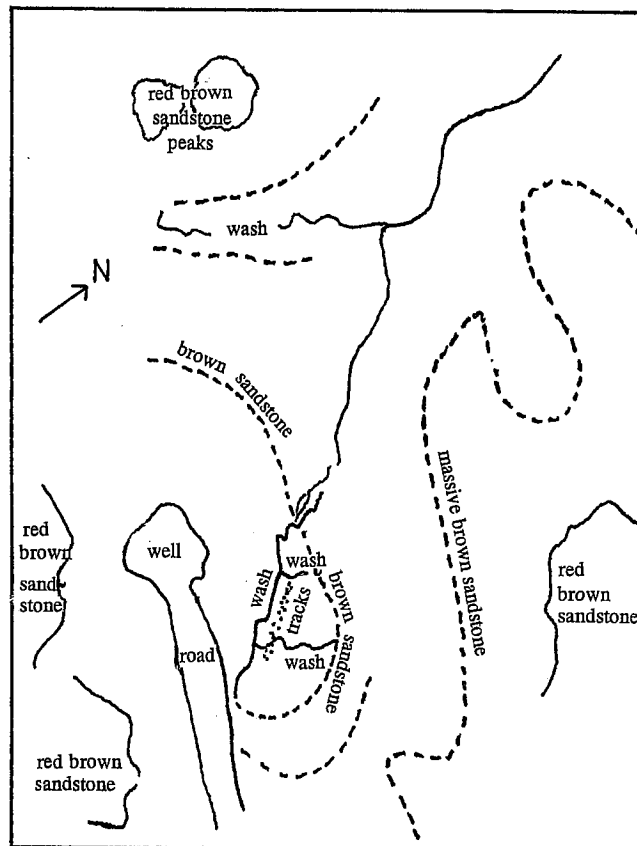 red brown
sandstone
peaks
wash
N
brown sandstone
massive brown sandstone
red
brown
sand
stone
well
wash
wash
tracks
brown sandstone
red
brown
sandstone
road
wash
red brown
sandstone